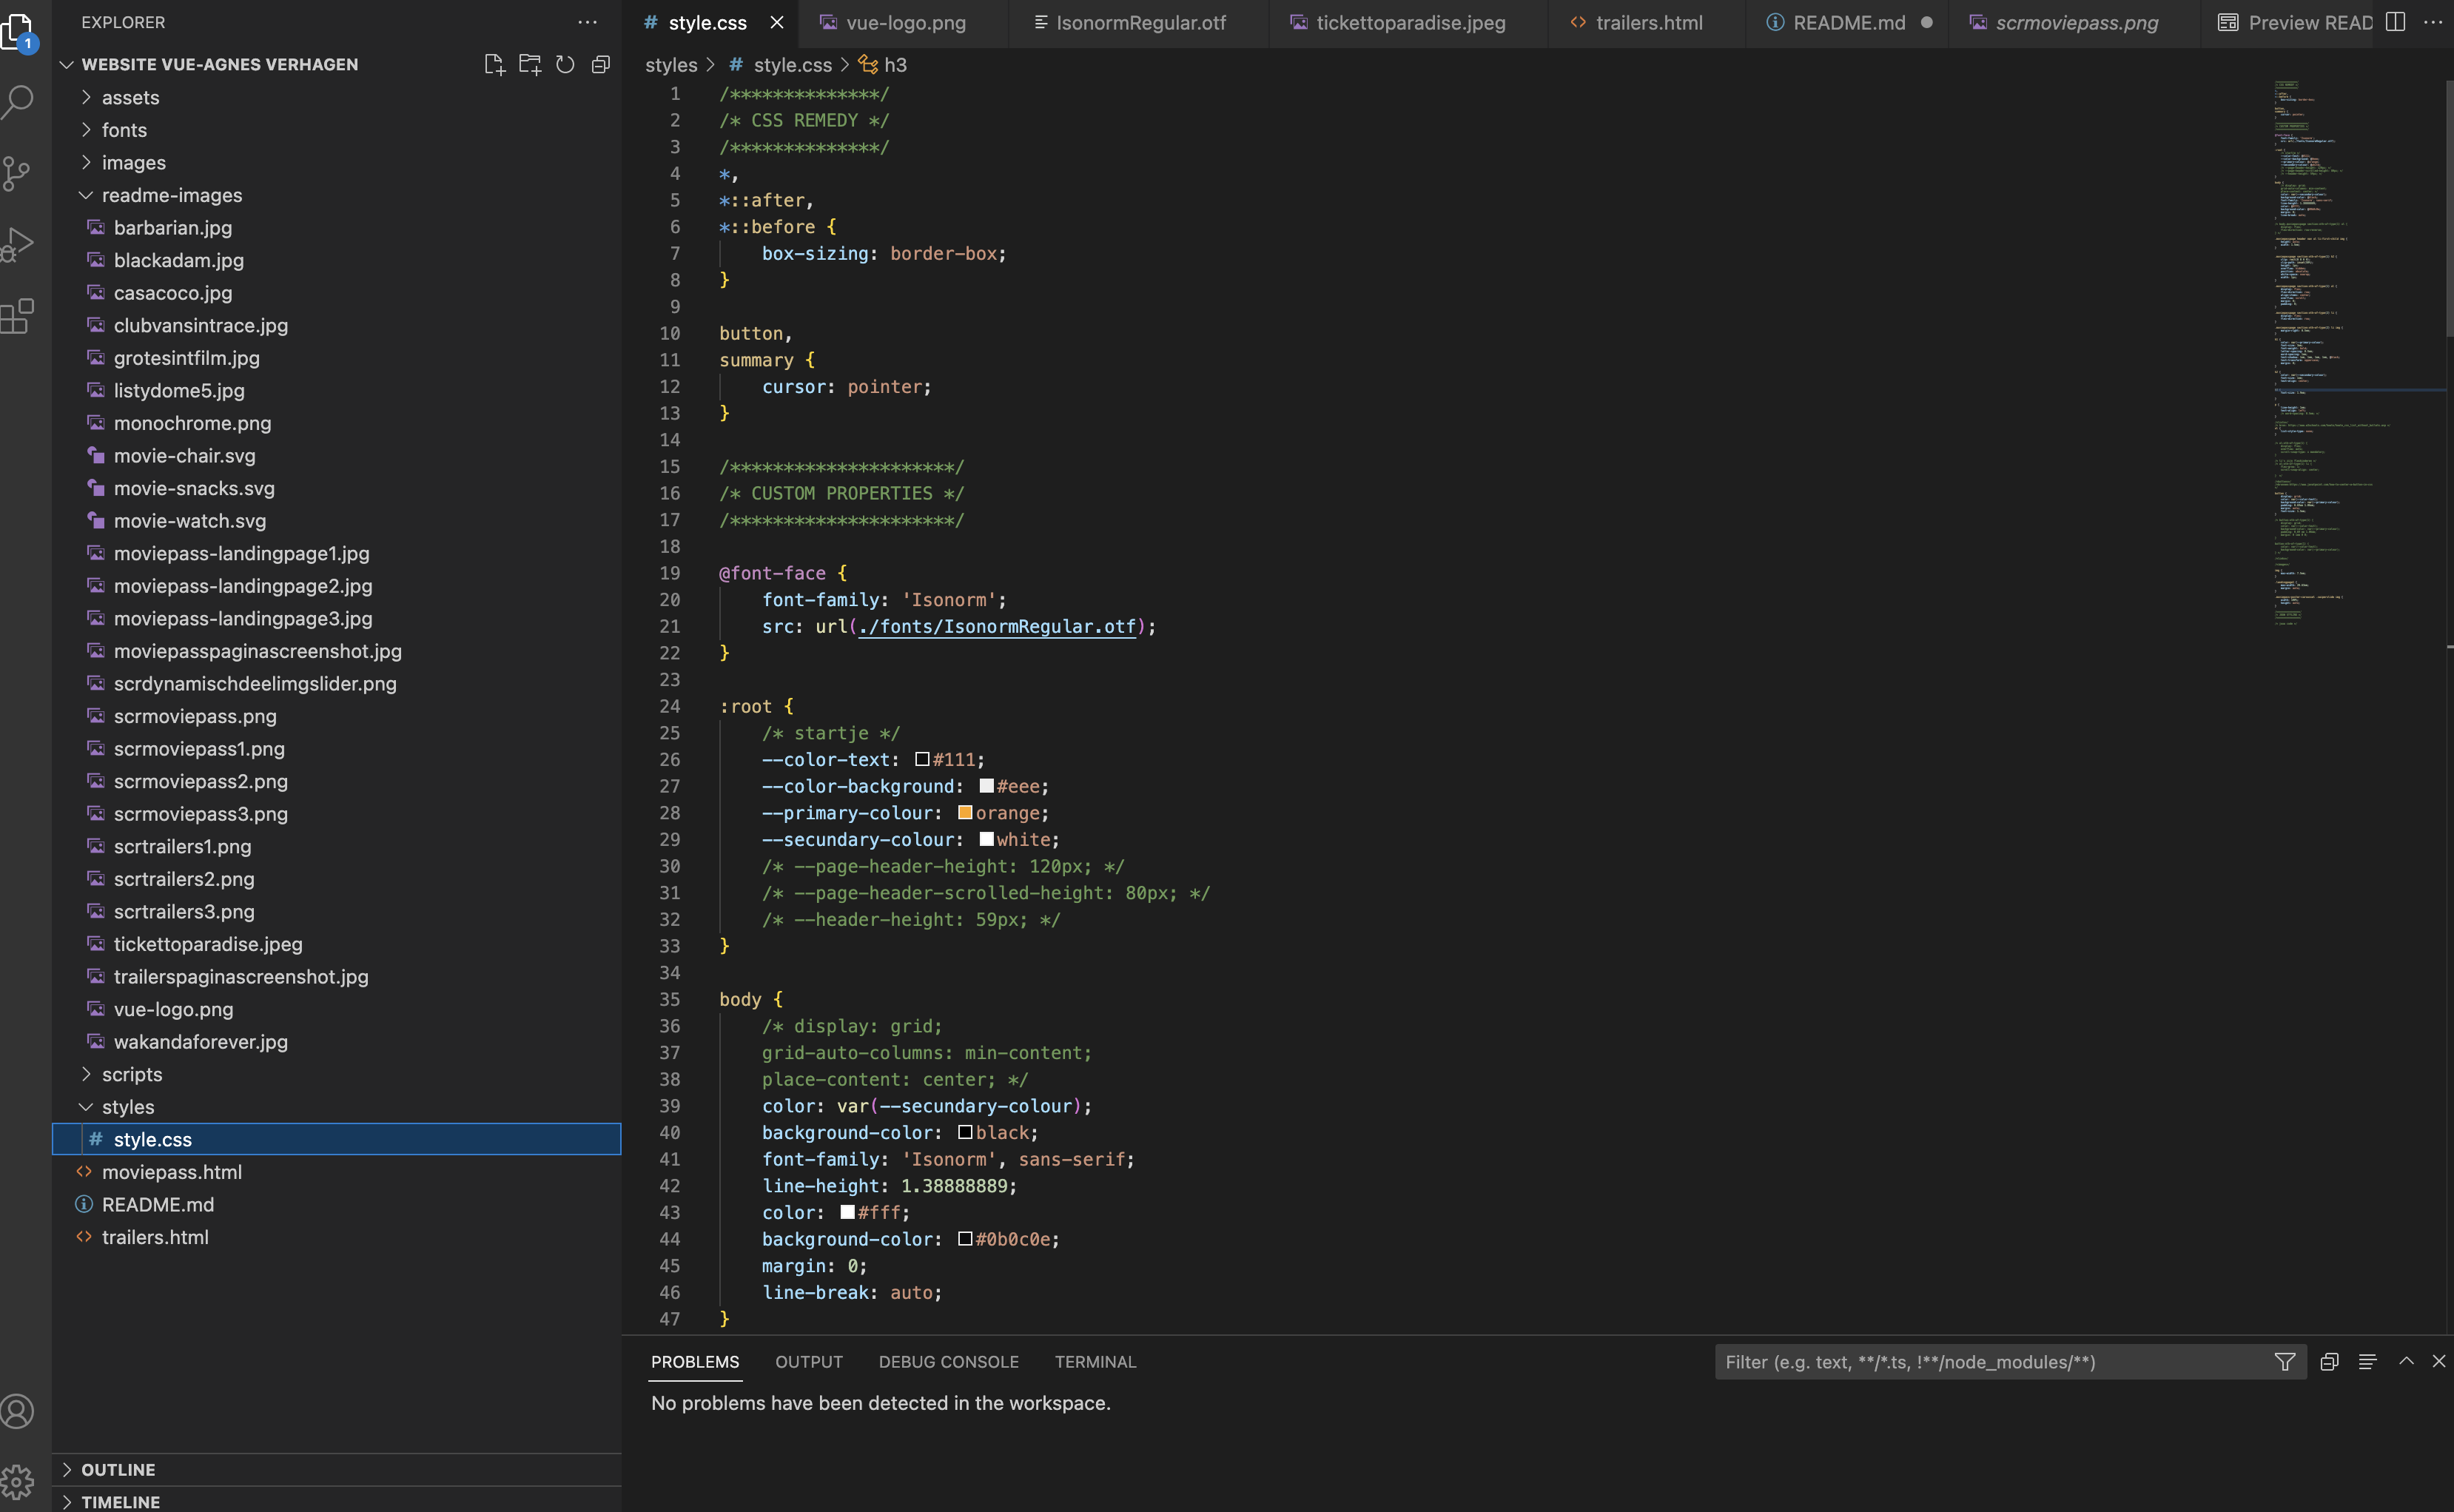 EXPLORER
1
WEBSITE VUE-AGNES VERHAGEN
assets
fonts
images
readme-images
barbarian.jpg
blackadam.jpg
casacoco.jpg
clubvansintrace.jpg
grotesintfilm.jpg
listydome5.jpg
monochrome.png
movie-chair.svg
movie-snacks.svg
movie-watch.svg
moviepass-landingpage1.jpg
moviepass-landingpage2.jpg
moviepass-landingpage3.jpg
moviepasspaginascreenshot.jpg
scrdynamischdeelimgslider.png
scrmoviepass.png
scrmoviepass1.png
scrmoviepass2.png
scrmoviepass3.png
scrtrailers1.png
scrtrailers2.png
scrtrailers3.png
tickettoparadise.jpeg
trailerspaginascreenshot.jpg
vue-logo.png
wakandaforever.jpg
scripts
styles
# style.css
<> moviepass.html
README.md
<> trailers.html
OUTLINE
TIMELINE
# style.css
vue-logo.png
IsonormRegular.otf
tickettoparadise.jpeg
<> trailers.html
README.md
scrmoviepass.png
Preview READ
styles > # style.css > h3
1 /**************/
2 /* CSS REMEDY */
3 /**************/
4 *,
5 *::after,
6 *::before {
7 box-sizing: border-box;
8 }
9
10 button,
11 summary {
12 cursor: pointer;
13 }
14
15 /*********************/
16 /* CUSTOM PROPERTIES */
17 /*********************/
18
19 @font-face {
20 font-family: 'Isonorm';
21 src: url(./fonts/IsonormRegular.otf);
22 }
23
24 :root {
25 /* startje */
26 --color-text: #111;
27 --color-background: #eee;
28 --primary-colour: orange;
29 --secundary-colour: white;
30 /* --page-header-height: 120px; */
31 /* --page-header-scrolled-height: 80px; */
32 /* --header-height: 59px; */
33 }
34
35 body {
36 /* display: grid;
37 grid-auto-columns: min-content;
38 place-content: center; */
39 color: var(--secundary-colour);
40 background-color: black;
41 font-family: 'Isonorm', sans-serif;
42 line-height: 1.38888889;
43 color: #fff;
44 background-color: #0b0c0e;
45 margin: 0;
46 line-break: auto;
47 }
PROBLEMS OUTPUT DEBUG CONSOLE TERMINAL
Filter (e.g. text, **/*.ts, !**/node_modules/**)
No problems have been detected in the workspace.